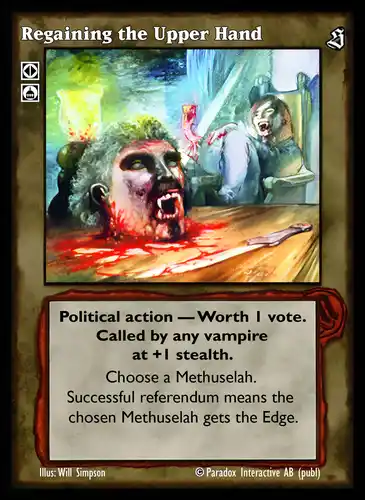 Regaining the Upper Hand
Political action — Worth 1 vote.
Called by any vampire
at +1 stealth.
Choose a Methuselah.
Successful referendum means the
chosen Methuselah gets the Edge.
Illus: Will Simpson © Paradox Interactive AB (publ)